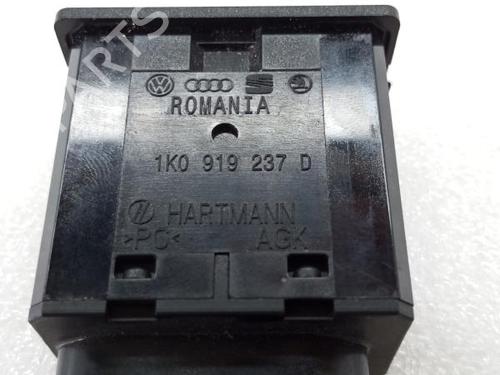 ROMANIA
1K0 919 237 D
HARTMANN
>PC< AGK